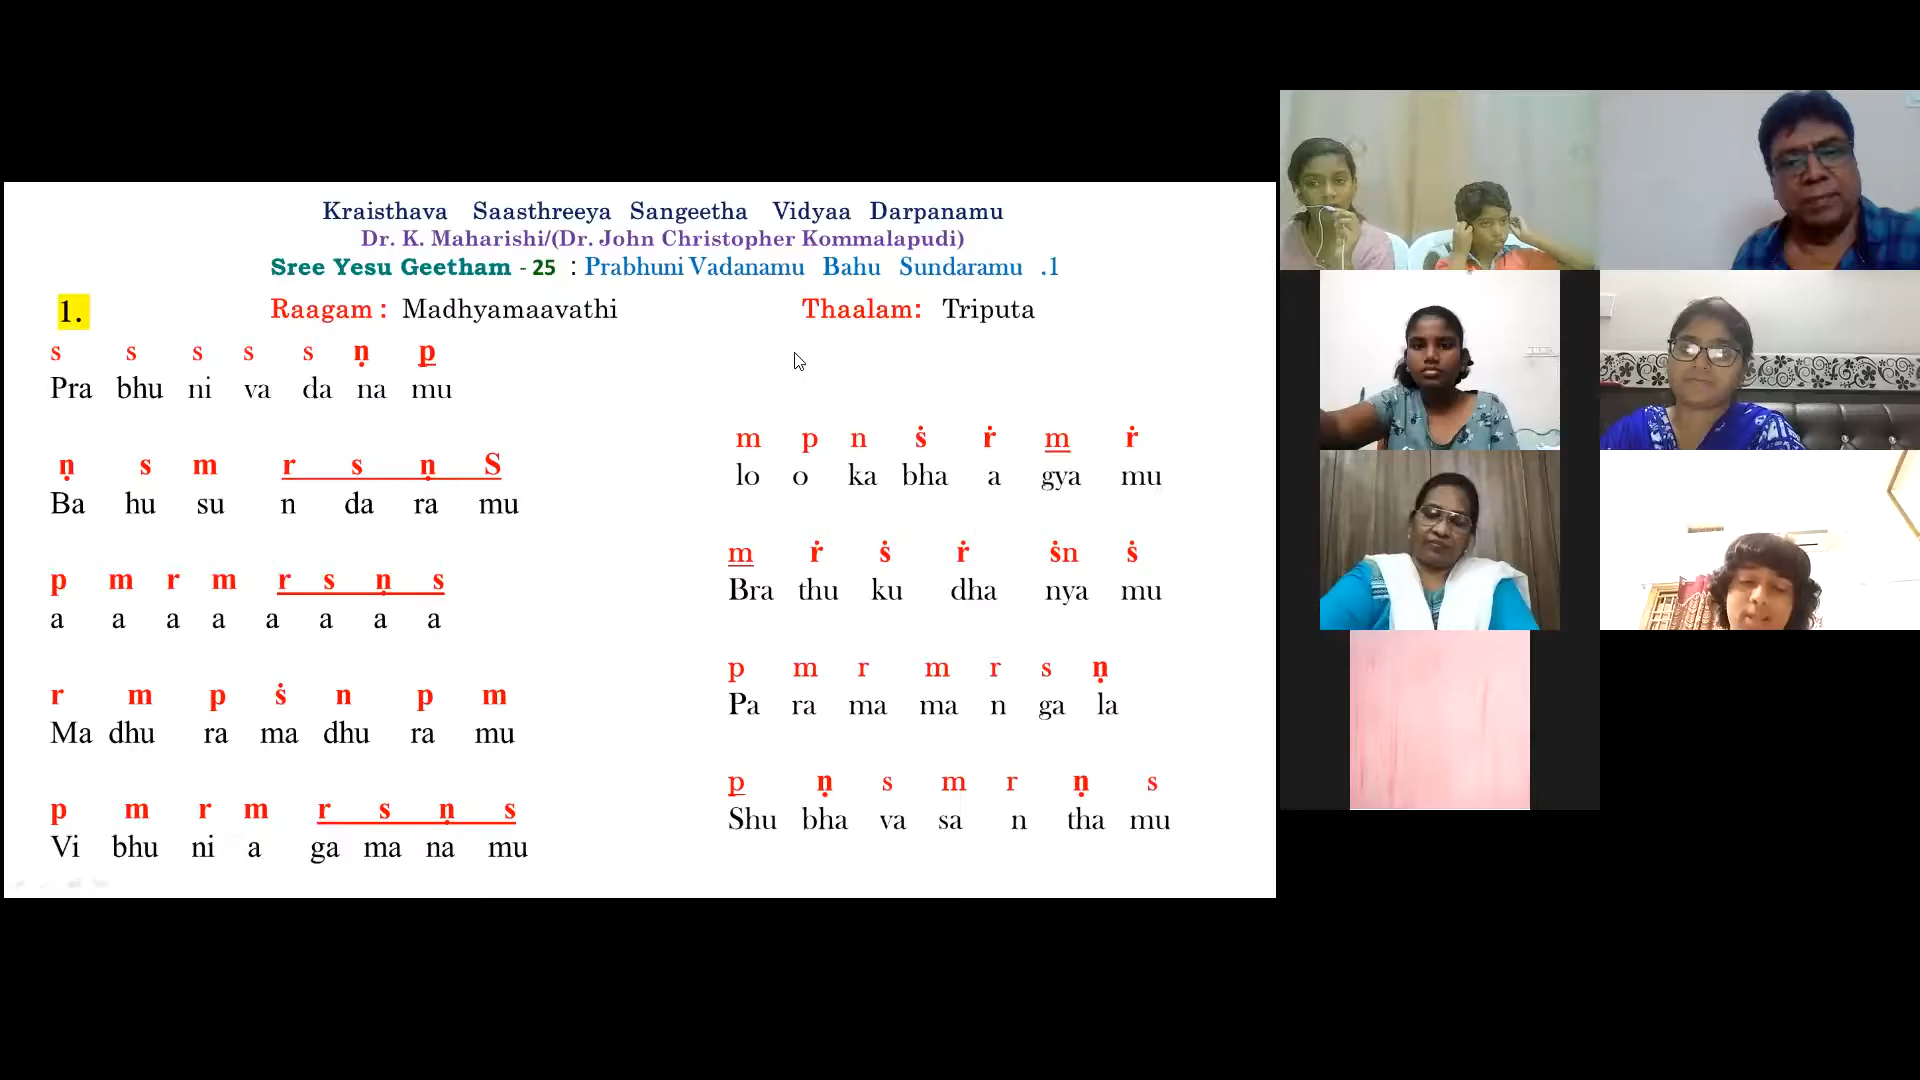 Kraisthava Saasthreeya Sangeetha Vidyaa Darpanamu
Dr. K. Maharishi/(Dr. John Christopher Kommalapudi)
Sree Yesu Geetham - 25 : Prabhuni Vadanamu Bahu Sundaramu .1
1. Raagam : Madhyamaavathi Thaalam: Triputa
s s s s s ṇ p̲
Pra bhu ni va da na mu
ṇ s m r s ṇ S
Ba hu su n da ra mu
p m r m r s ṇ s
a a a a a a a a
r m p ṡ n p m
Ma dhu ra ma dhu ra mu
p m r m r s ṇ s
Vi bhu ni a ga ma na mu
m p n ṡ ṙ m̲ ṙ
lo o ka bha a gya mu
m̲ ṙ ṡ ṙ ṡn ṡ
Bra thu ku dha nya mu
p m r m r s ṇ
Pa ra ma ma n ga la
p̲ ṇ s m r ṇ s
Shu bha va sa n tha mu